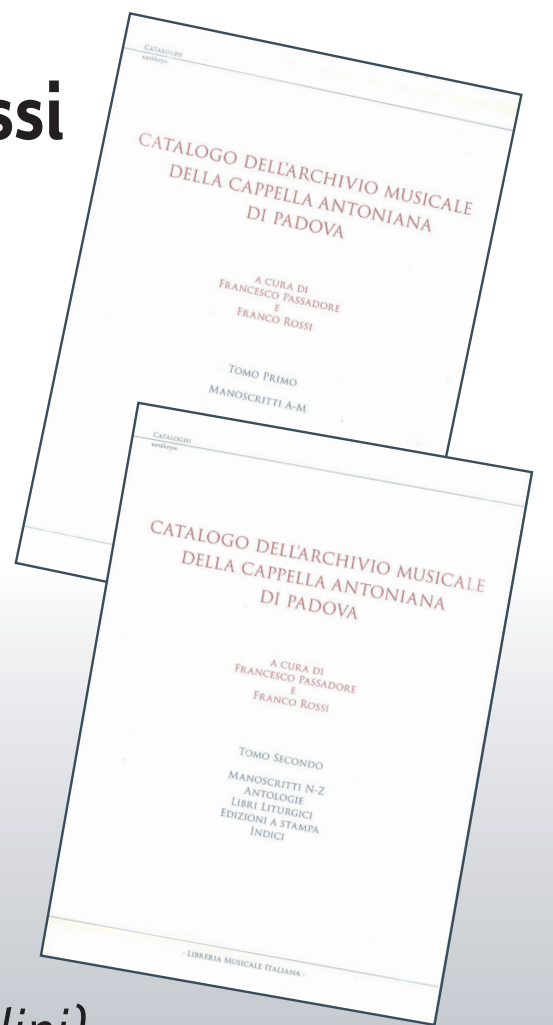 ssi
CATALOGHI
CATALOGO DELL'ARCHIVIO MUSICALE
DELLA CAPPELLA ANTONIANA
DI PADOVA
A CURA DI
FRANCESCO PASSADORE
E
FRANCO ROSSI
TOMO PRIMO
MANOSCRITTI A-M
CATALOGHI
CATALOGO DELL'ARCHIVIO MUSICALE
DELLA CAPPELLA ANTONIANA
DI PADOVA
A CURA DI
FRANCESCO PASSADORE
E
FRANCO ROSSI
TOMO SECONDO
MANOSCRITTI N-Z
ANTOLOGIE
LIBRI LITURGICI
EDIZIONI A STAMPA
INDICI
- LIBRERIA MUSICALE ITALIANA -
lini)